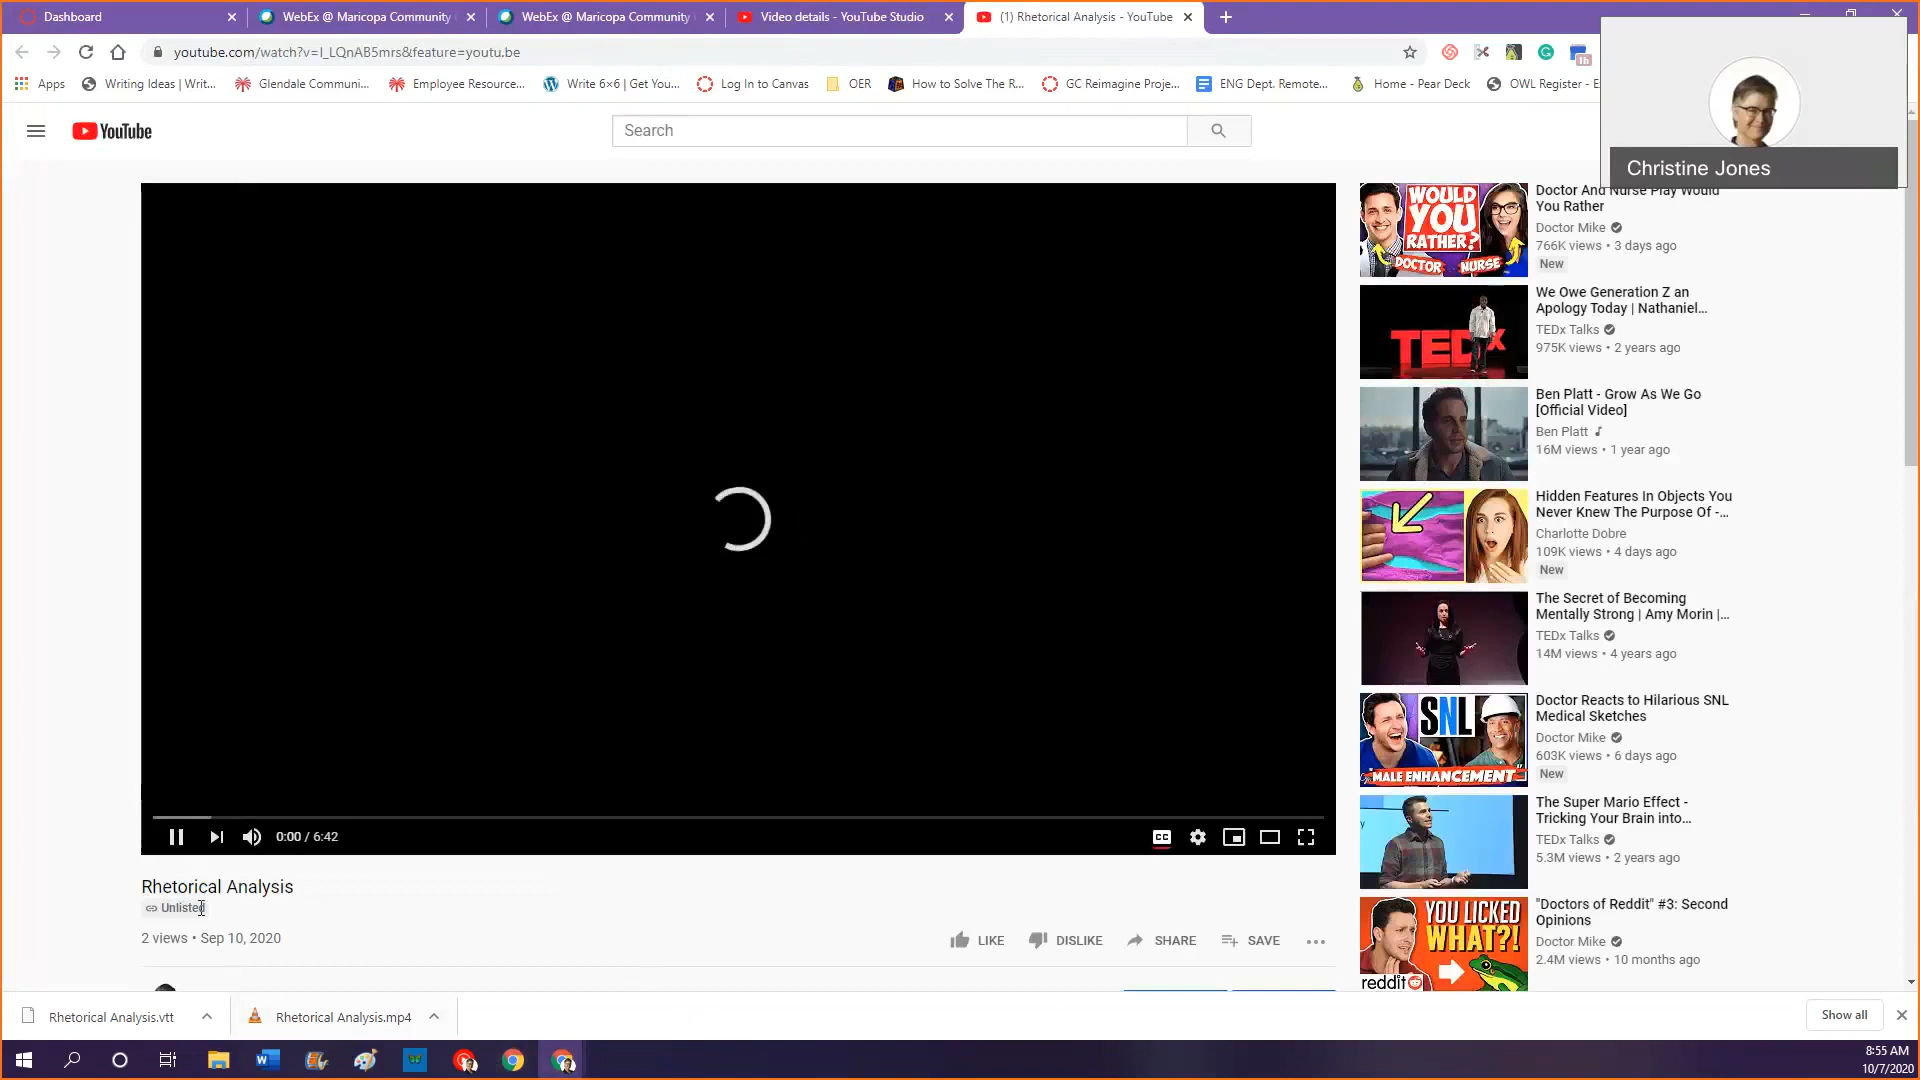 Dashboard
WebEx @ Maricopa Community
WebEx @ Maricopa Community
Video details - YouTube Studio
(1) Rhetorical Analysis - YouTube
youtube.com/watch?v=I_LQnAB5mrs&feature=youtu.be
1h
Apps
Writing Ideas | Writ...
Glendale Communi...
Employee Resource...
Write 6×6 | Get You...
Log In to Canvas
OER
How to Solve The R...
GC Reimagine Proje...
ENG Dept. Remote...
Home - Pear Deck
OWL Register - E
Christine Jones
YouTube
Search
WOULD YOU RATHER?
DOCTOR NURSE
Doctor And Nurse Play Would
You Rather
Doctor Mike
766K views • 3 days ago
New
TEDx
We Owe Generation Z an
Apology Today | Nathaniel...
TEDx Talks
975K views • 2 years ago
Ben Platt - Grow As We Go
[Official Video]
Ben Platt
16M views • 1 year ago
Hidden Features In Objects You
Never Knew The Purpose Of -...
Charlotte Dobre
109K views • 4 days ago
New
The Secret of Becoming
Mentally Strong | Amy Morin |...
TEDx Talks
14M views • 4 years ago
SNL
"MALE ENHANCEMENT"
Doctor Reacts to Hilarious SNL
Medical Sketches
Doctor Mike
603K views • 6 days ago
New
The Super Mario Effect -
Tricking Your Brain into...
TEDx Talks
5.3M views • 2 years ago
YOU LICKED
WHAT?!
reddit
"Doctors of Reddit" #3: Second
Opinions
Doctor Mike
2.4M views • 10 months ago
0:00 / 6:42
CC
Rhetorical Analysis
Unlisted
2 views • Sep 10, 2020
LIKE
DISLIKE
SHARE
SAVE
Rhetorical Analysis.vtt
Rhetorical Analysis.mp4
Show all
8:55 AM
10/7/2020